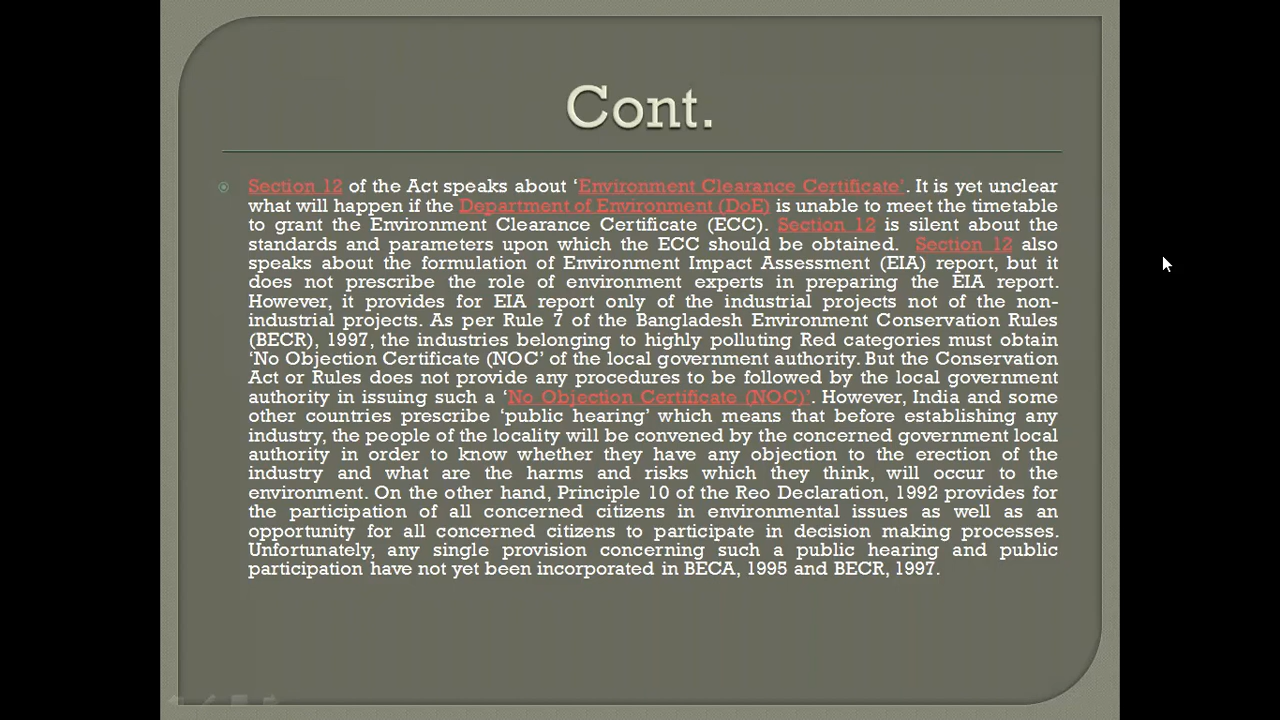 Cont.
Section 12 of the Act speaks about ‘Environment Clearance Certificate’. It is yet unclear
what will happen if the Department of Environment (DoE) is unable to meet the timetable
to grant the Environment Clearance Certificate (ECC). Section 12 is silent about the
standards and parameters upon which the ECC should be obtained. Section 12 also
speaks about the formulation of Environment Impact Assessment (EIA) report, but it
does not prescribe the role of environment experts in preparing the EIA report.
However, it provides for EIA report only of the industrial projects not of the non-
industrial projects. As per Rule 7 of the Bangladesh Environment Conservation Rules
(BECR), 1997, the industries belonging to highly polluting Red categories must obtain
‘No Objection Certificate (NOC’ of the local government authority. But the Conservation
Act or Rules does not provide any procedures to be followed by the local government
authority in issuing such a ‘No Objection Certificate (NOC)’. However, India and some
other countries prescribe ‘public hearing’ which means that before establishing any
industry, the people of the locality will be convened by the concerned government local
authority in order to know whether they have any objection to the erection of the
industry and what are the harms and risks which they think, will occur to the
environment. On the other hand, Principle 10 of the Reo Declaration, 1992 provides for
the participation of all concerned citizens in environmental issues as well as an
opportunity for all concerned citizens to participate in decision making processes.
Unfortunately, any single provision concerning such a public hearing and public
participation have not yet been incorporated in BECA, 1995 and BECR, 1997.